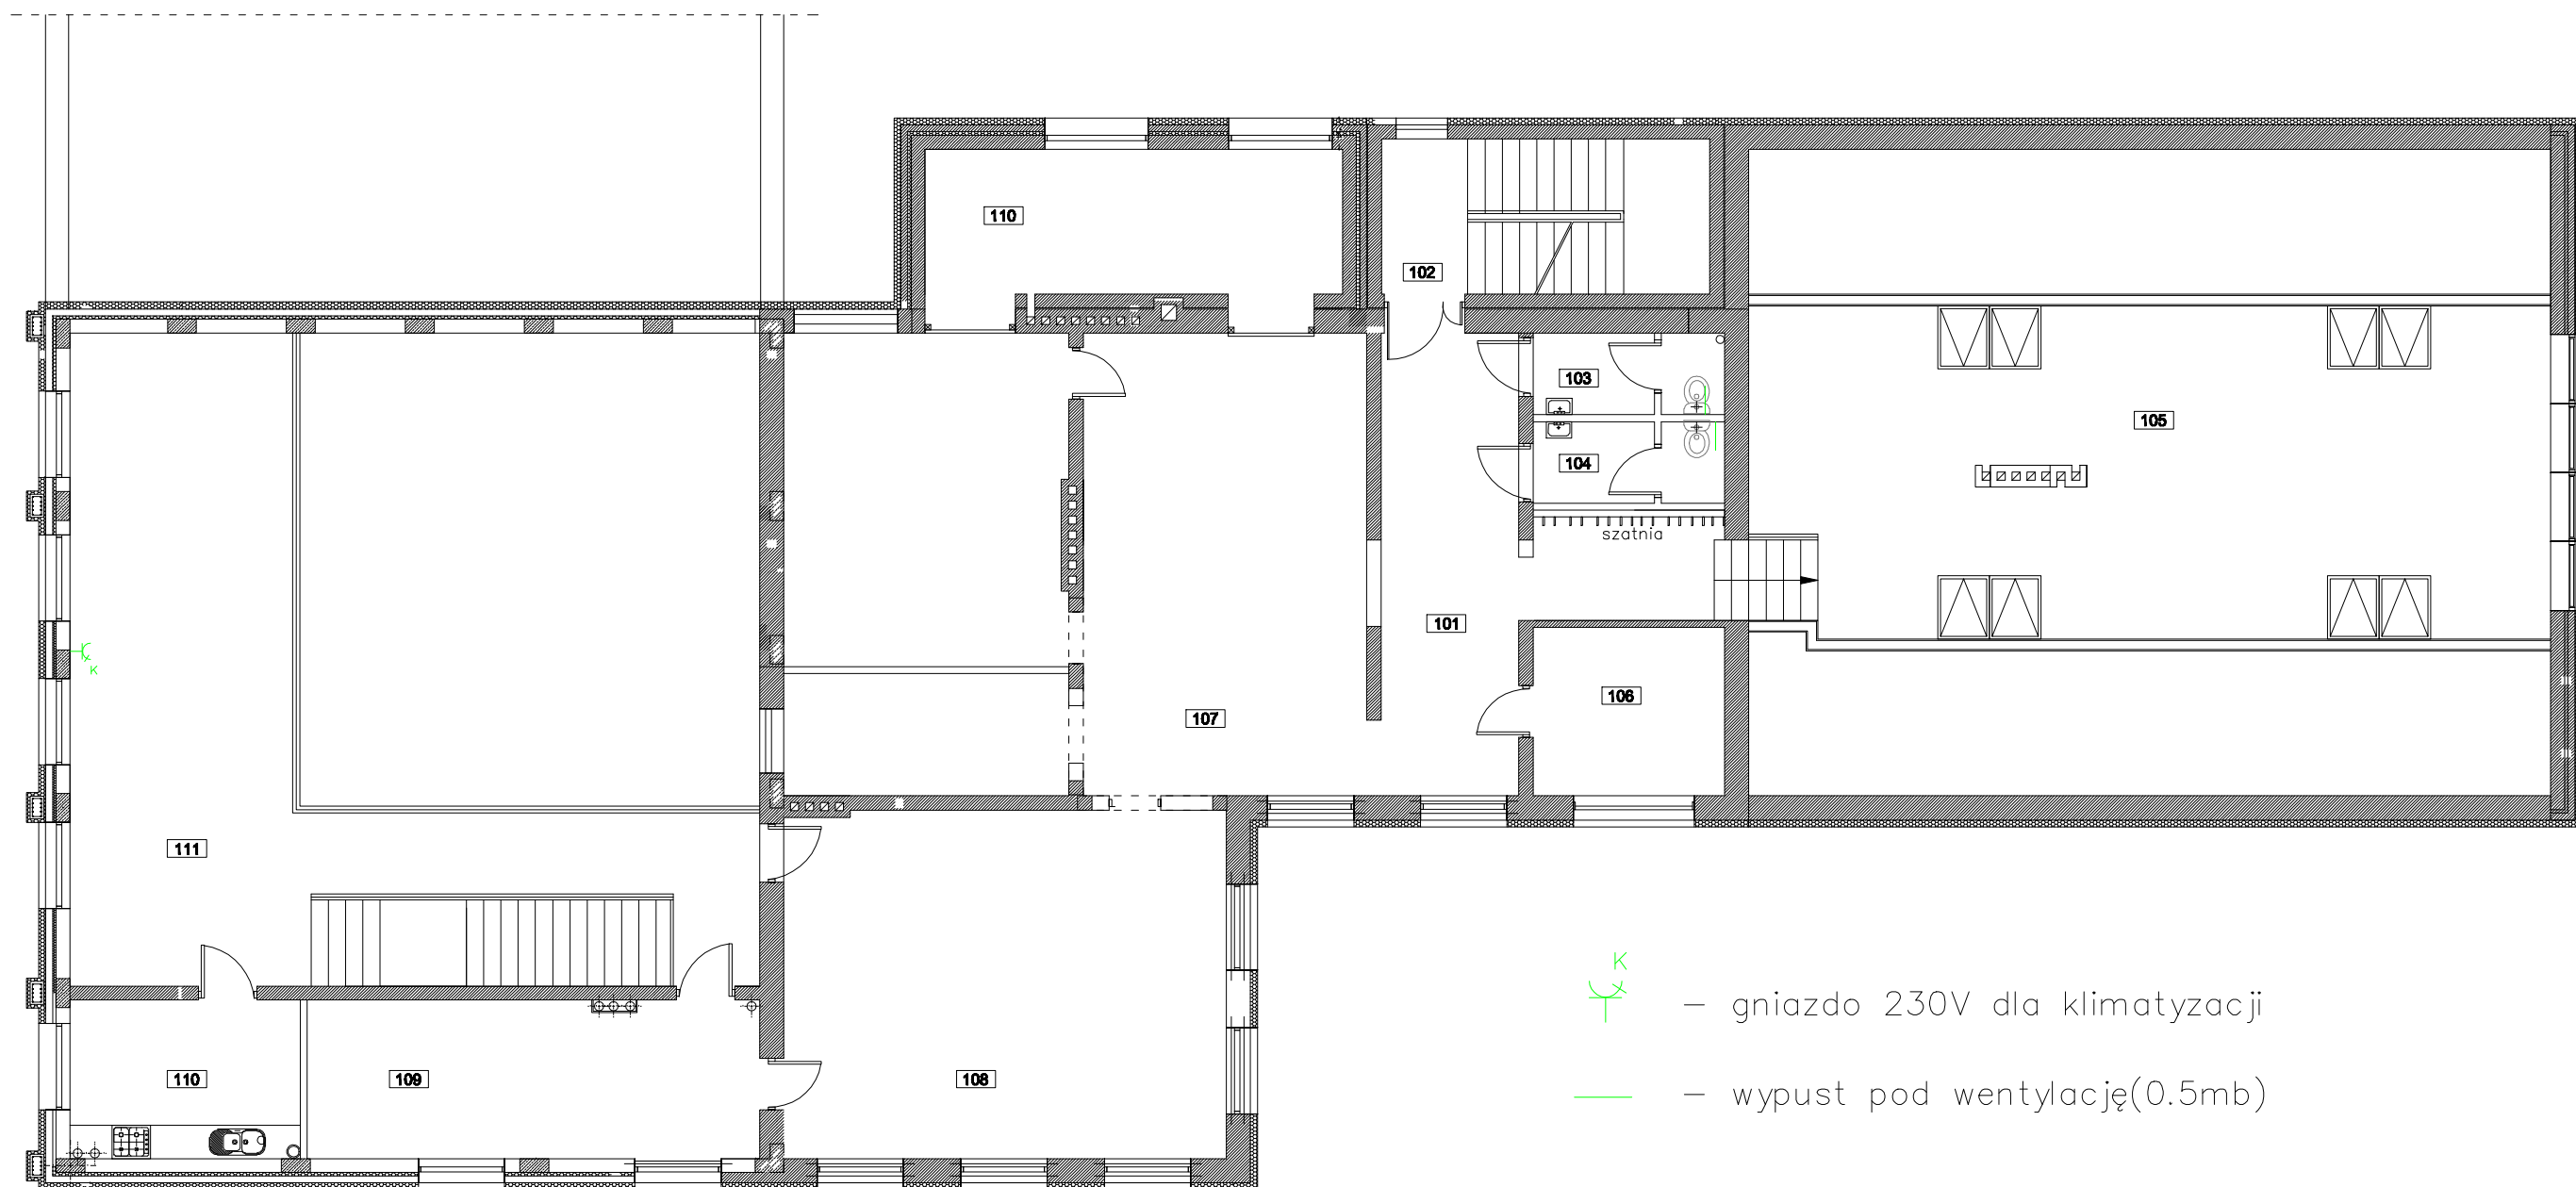 110
102
103
105
104
szatnia
101
106
107
K
111
110
109
108
K
— gniazdo 230V dla klimatyzacji
— wypust pod wentylację(0.5mb)